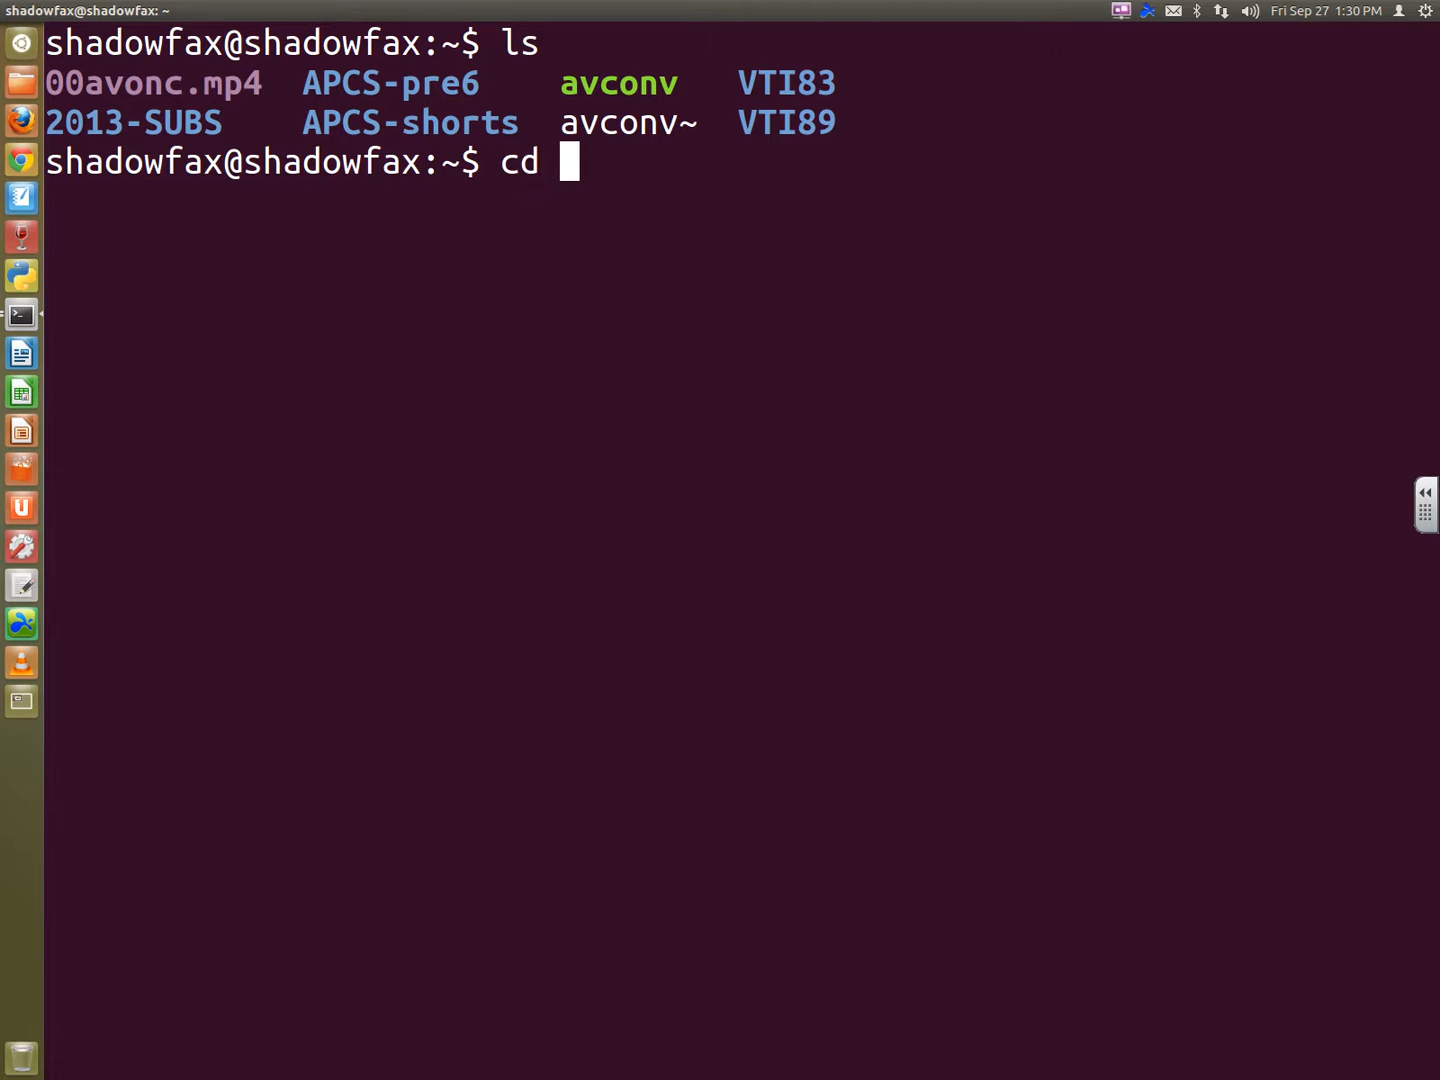 shadowfax@shadowfax: ~ Fri Sep 27 1:30 PM
shadowfax@shadowfax:~$ ls
00avonc.mp4 APCS-pre6 avconv VTI83
2013-SUBS APCS-shorts avconv~ VTI89
shadowfax@shadowfax:~$ cd